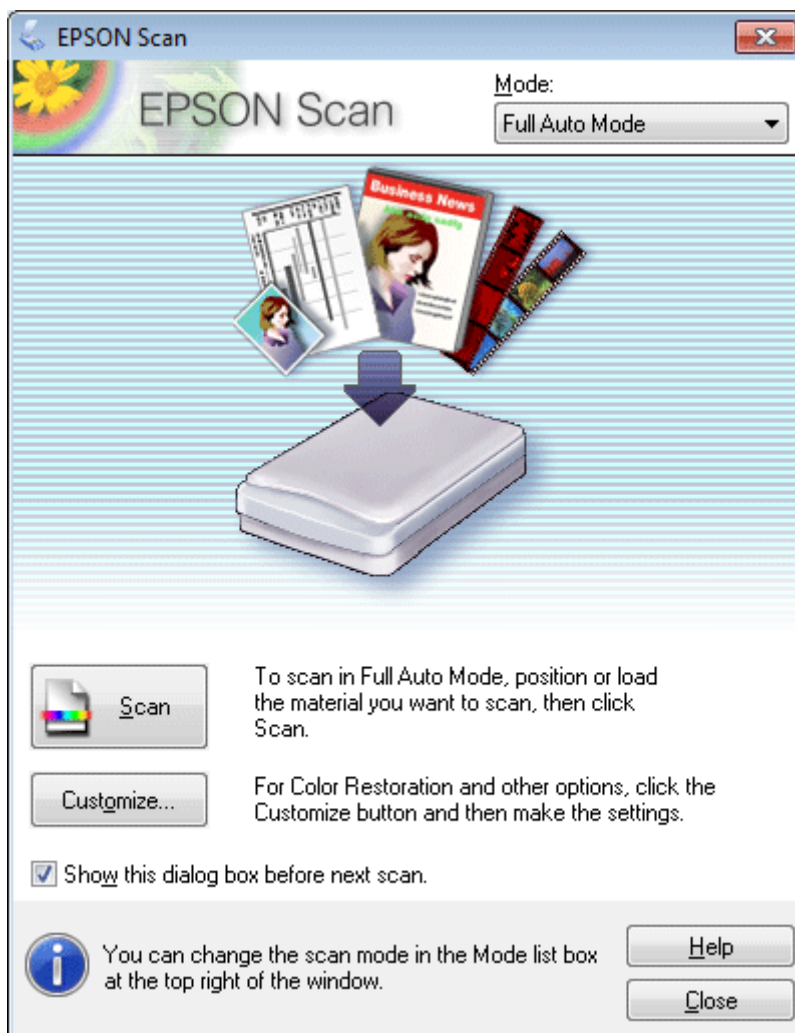 EPSON Scan
EPSON Scan
Mode:
Full Auto Mode
Business News
Scan
To scan in Full Auto Mode, position or load
the material you want to scan, then click
Scan.
Customize...
For Color Restoration and other options, click the
Customize button and then make the settings.
Show this dialog box before next scan.
You can change the scan mode in the Mode list box
at the top right of the window.
Help
Close